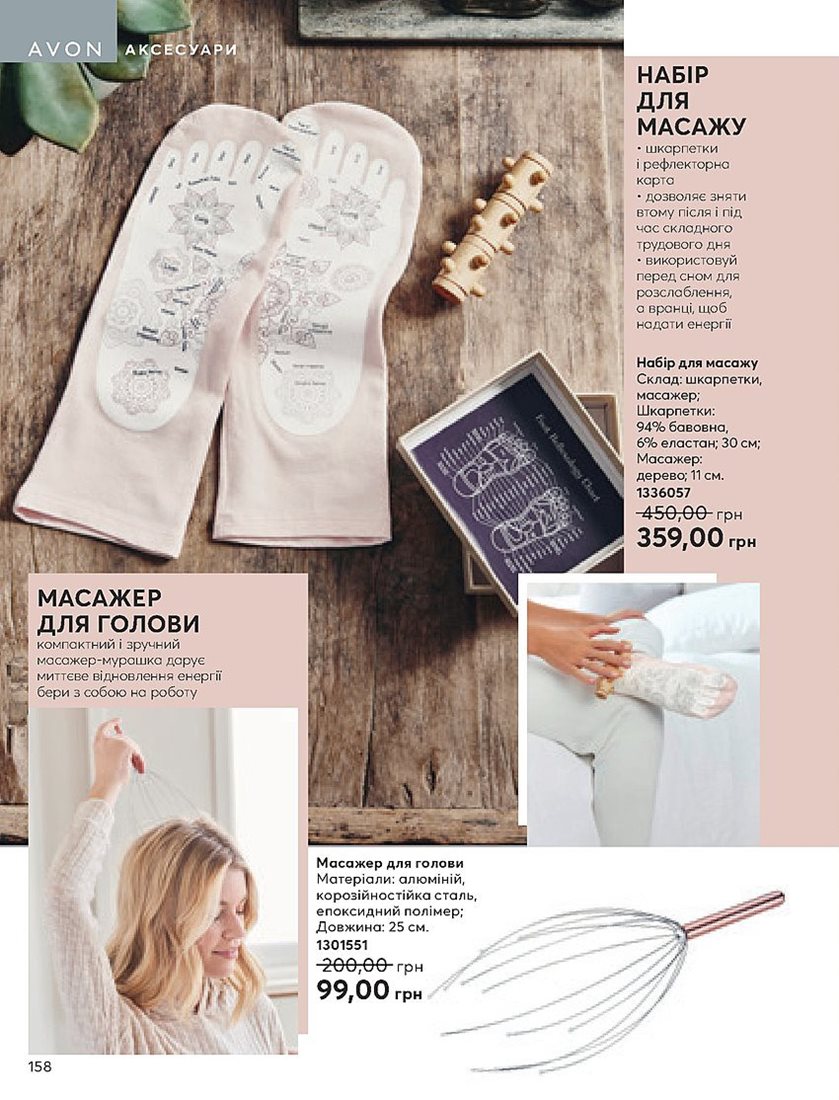 AVON АКСЕСУАРИ
НАБІР
ДЛЯ
МАСАЖУ
• шкарпетки
і рефлекторна
карта
• дозволяє зняти
втому після і під
час складного
трудового дня
• використовуй
перед сном для
розслаблення,
а вранці, щоб
надати енергії
Набір для масажу
Склад: шкарпетки,
масажер;
Шкарпетки:
94% бавовна,
6% еластан; 30 см;
Масажер:
дерево; 11 см.
1336057
450,00 грн
359,00 грн
Foot Reflexology Chart
МАСАЖЕР
ДЛЯ ГОЛОВИ
компактний і зручний
масажер-мурашка дарує
миттєве відновлення енергії
бери з собою на роботу
Масажер для голови
Матеріали: алюміній,
корозійностійка сталь,
епоксидний полімер;
Довжина: 25 см.
1301551
200,00 грн
99,00 грн
158